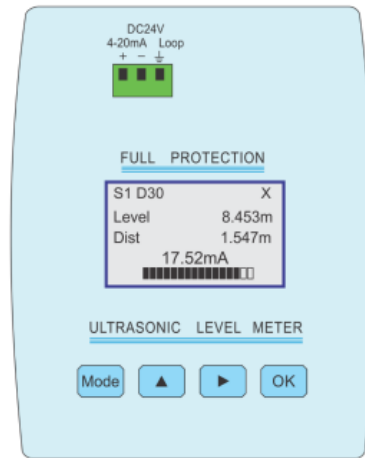 DC24V
4-20mA Loop
+ − ⏚
FULL PROTECTION
S1 D30 X
Level 8.453m
Dist 1.547m
17.52mA
ULTRASONIC LEVEL METER
Mode ▲ ► OK